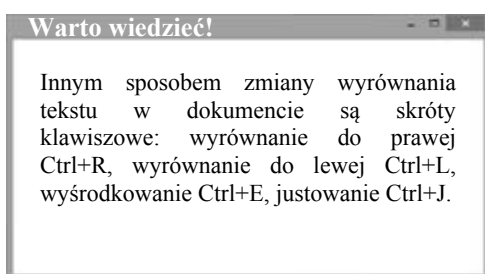 Warto wiedzieć!
Innym sposobem zmiany wyrównania
tekstu w dokumencie są skróty
klawiszowe: wyrównanie do prawej
Ctrl+R, wyrównanie do lewej Ctrl+L,
wyśrodkowanie Ctrl+E, justowanie Ctrl+J.